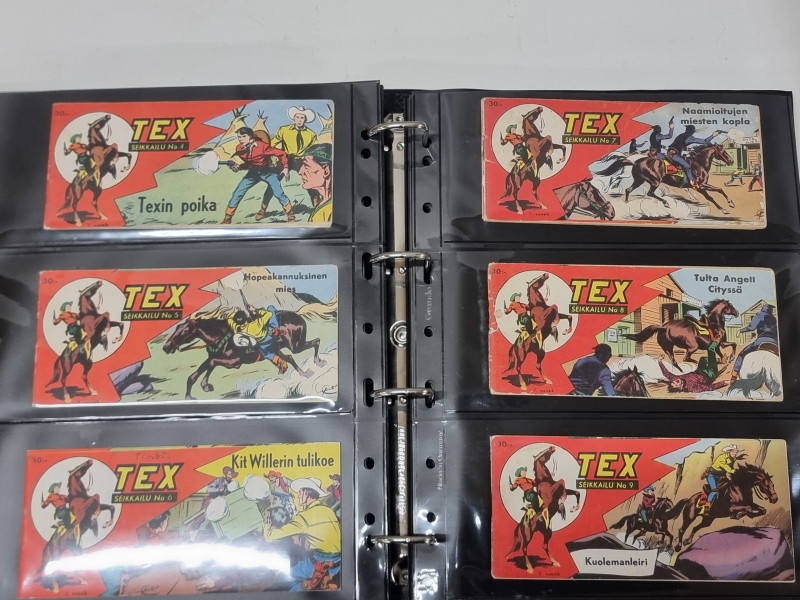 30:-
TEX
SEIKKAILU No 4
Texin poika
30:-
TEX
SEIKKAILU No 5
Hopeakannuksinen
mies
30:-
TEX
SEIKKAILU No 6
Kit Willerin tulikoe
30:-
TEX
SEIKKAILU No 7
Naamioitujen
miesten kopla
30:-
TEX
SEIKKAILU No 8
Tulta Angell
Cityssä
30:-
TEX
SEIKKAILU No 9
Kuolemanleiri